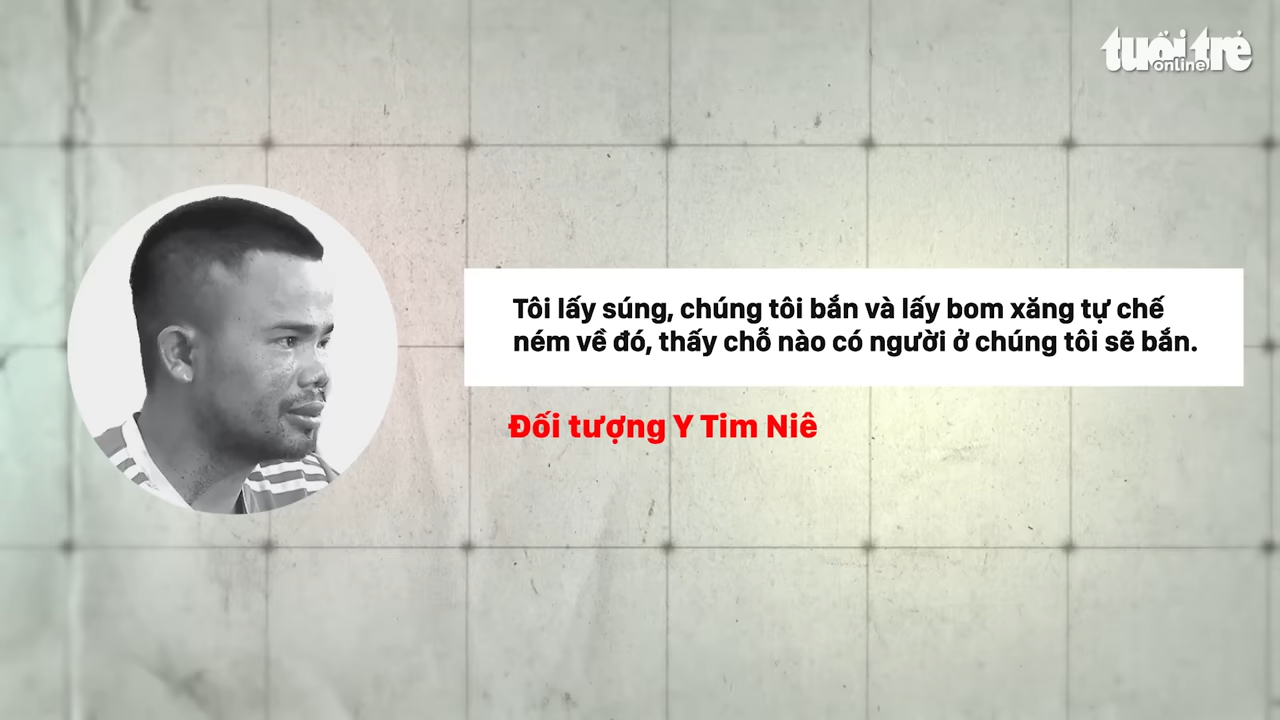 tuổi trẻ
online
Tôi lấy súng, chúng tôi bắn và lấy bom xăng tự chế
ném về đó, thấy chỗ nào có người ở chúng tôi sẽ bắn.
Đối tượng Y Tim Niê